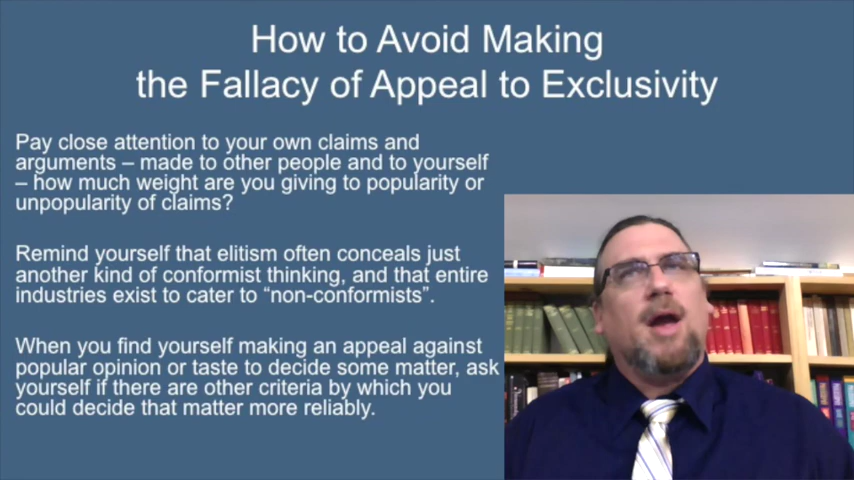 How to Avoid Making
the Fallacy of Appeal to Exclusivity
Pay close attention to your own claims and
arguments – made to other people and to yourself
– how much weight are you giving to popularity or
unpopularity of claims?
Remind yourself that elitism often conceals just
another kind of conformist thinking, and that entire
industries exist to cater to “non-conformists”.
When you find yourself making an appeal against
popular opinion or taste to decide some matter, ask
yourself if there are other criteria by which you
could decide that matter more reliably.